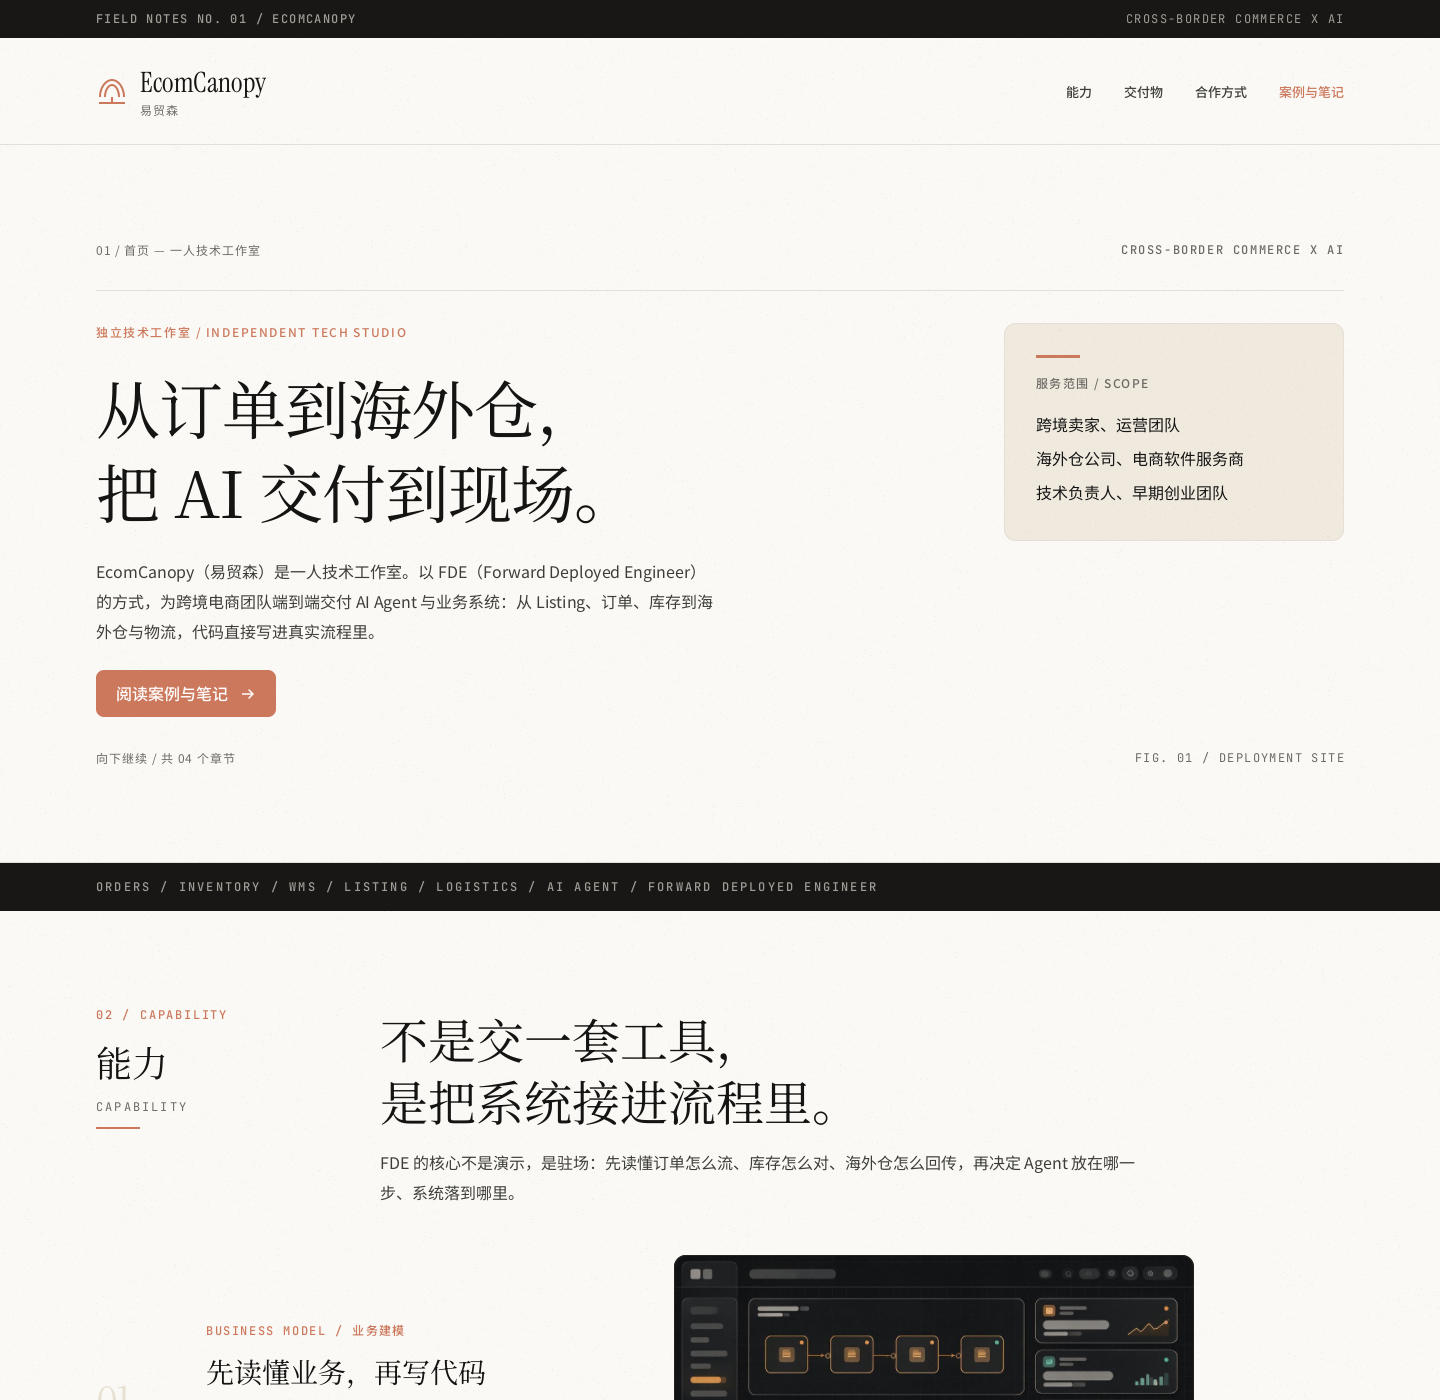 FIELD NOTES NO. 01 / ECOMCANOPY
CROSS-BORDER COMMERCE X AI
EcomCanopy
易贸森
能力
交付物
合作方式
案例与笔记
01 / 首页 — 一人技术工作室
CROSS-BORDER COMMERCE X AI
独立技术工作室 / INDEPENDENT TECH STUDIO
从订单到海外仓，
把 AI 交付到现场。
EcomCanopy（易贸森）是一人技术工作室。以 FDE（Forward Deployed Engineer）
的方式，为跨境电商团队端到端交付 AI Agent 与业务系统：从 Listing、订单、库存到海
外仓与物流，代码直接写进真实流程里。
阅读案例与笔记 →
服务范围 / SCOPE
跨境卖家、运营团队
海外仓公司、电商软件服务商
技术负责人、早期创业团队
向下继续 / 共 04 个章节
FIG. 01 / DEPLOYMENT SITE
ORDERS / INVENTORY / WMS / LISTING / LOGISTICS / AI AGENT / FORWARD DEPLOYED ENGINEER
02 / CAPABILITY
能力
CAPABILITY
不是交一套工具，
是把系统接进流程里。
FDE 的核心不是演示，是驻场：先读懂订单怎么流、库存怎么对、海外仓怎么回传，再决定 Agent 放在哪一
步、系统落到哪里。
01
BUSINESS MODEL / 业务建模
先读懂业务，再写代码